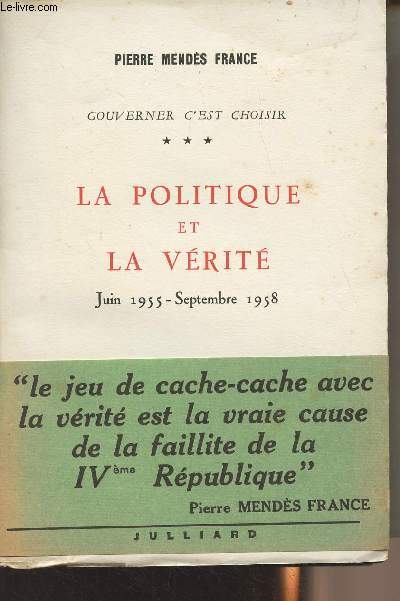 Le-livre.com
PIERRE MENDÈS FRANCE
GOUVERNER C'EST CHOISIR
★ ★ ★
LA POLITIQUE
ET
LA VÉRITÉ
Juin 1955 - Septembre 1958
“le jeu de cache-cache avec
la vérité est la vraie cause
de la faillite de la
IVème République”
Pierre MENDÈS FRANCE
JULLIARD